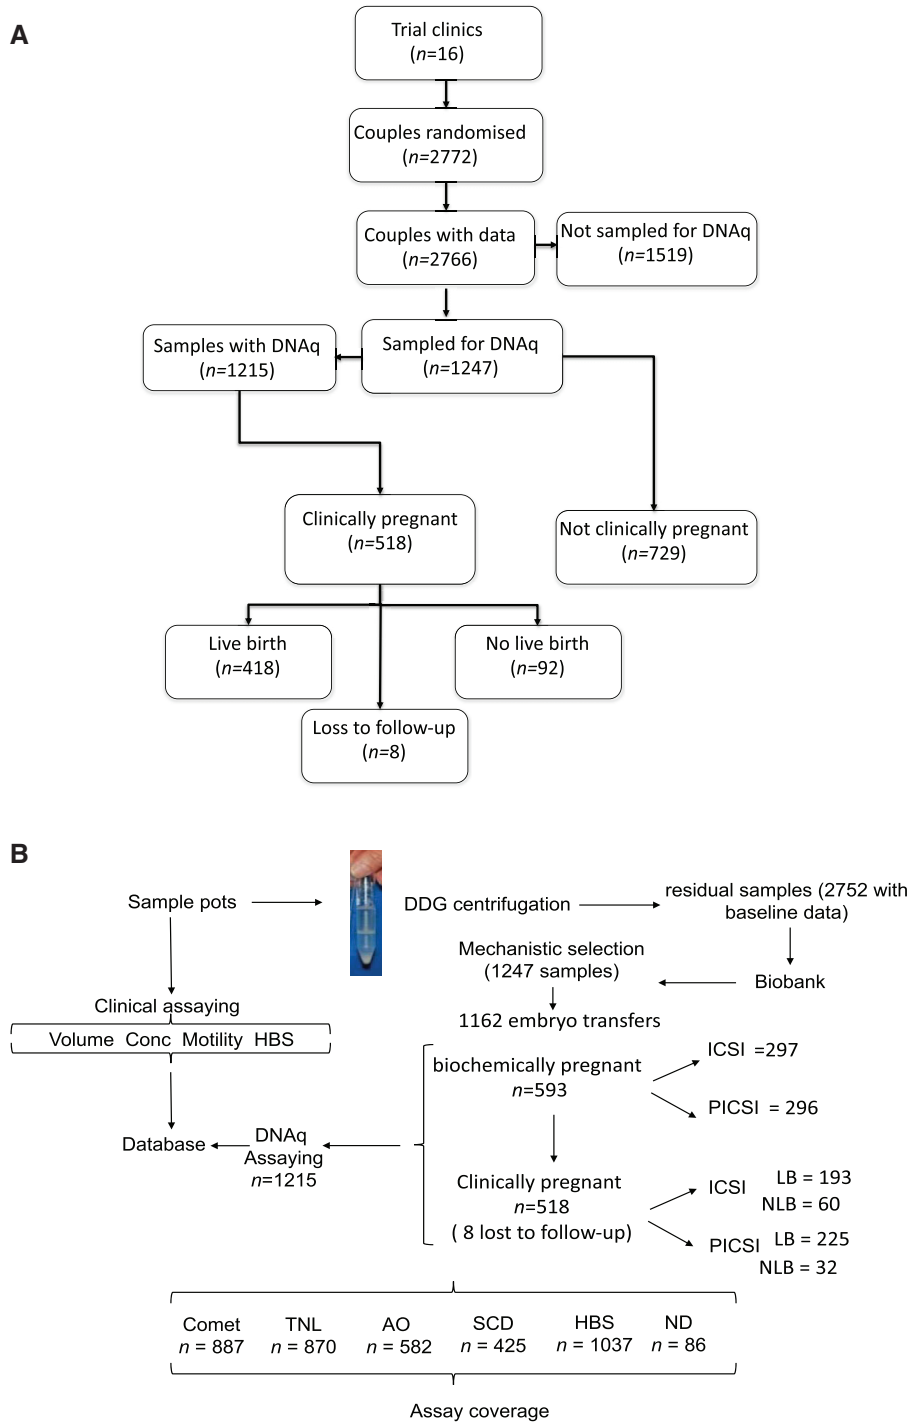 A
Trial clinics
(n=16)
Couples randomised
(n=2772)
Couples with data
(n=2766)
Not sampled for DNAq
(n=1519)
Samples with DNAq
(n=1215)
Sampled for DNAq
(n=1247)
Clinically pregnant
(n=518)
Not clinically pregnant
(n=729)
Live birth
(n=418)
No live birth
(n=92)
Loss to follow-up
(n=8)
B
Sample pots
DDG centrifugation
residual samples (2752 with
baseline data)
Mechanistic selection
(1247 samples)
Biobank
Clinical assaying
Volume Conc Motility HBS
1162 embryo transfers
biochemically pregnant
n=593
ICSI =297
PICSI = 296
Database
DNAq
Assaying
n=1215
Clinically pregnant
n=518
( 8 lost to follow-up)
ICSI LB = 193
NLB = 60
PICSI LB = 225
NLB = 32
Comet TNL AO SCD HBS ND
n = 887 n = 870 n = 582 n = 425 n = 1037 n = 86
Assay coverage